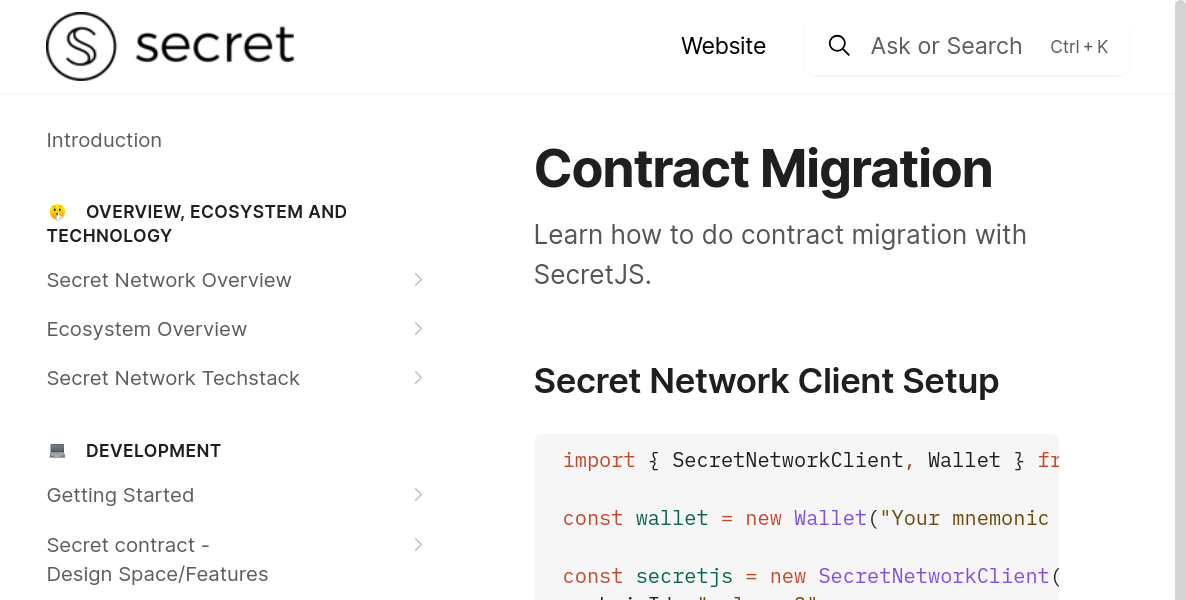 secret
Website
Ask or Search Ctrl + K
Introduction
OVERVIEW, ECOSYSTEM AND
TECHNOLOGY
Secret Network Overview
Ecosystem Overview
Secret Network Techstack
DEVELOPMENT
Getting Started
Secret contract -
Design Space/Features
Contract Migration
Learn how to do contract migration with
SecretJS.
Secret Network Client Setup
import { SecretNetworkClient, Wallet } fr
const wallet = new Wallet("Your mnemonic
const secretjs = new SecretNetworkClient(